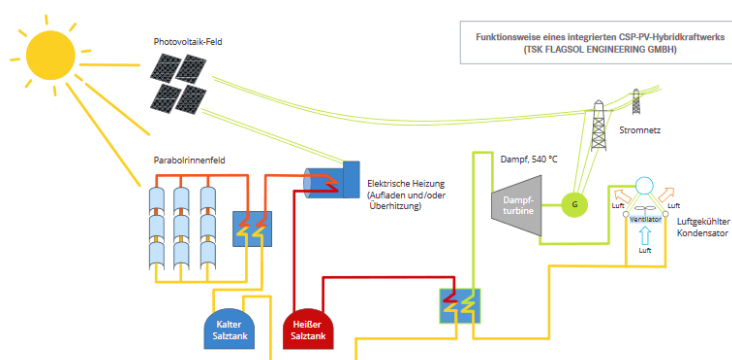 Funktionsweise eines integrierten CSP-PV-Hybridkraftwerks
(TSK FLAGSOL ENGINEERING GMBH)
Photovoltaik-Feld
Stromnetz
Parabolrinnenfeld
Elektrische Heizung
(Aufladen und/oder
Überhitzung)
Dampf, 540 °C
Dampf-
turbine
G
Luft
Luft
Ventilator
Luft
Luftgekühlter
Kondensator
Kalter
Salztank
Heißer
Salztank